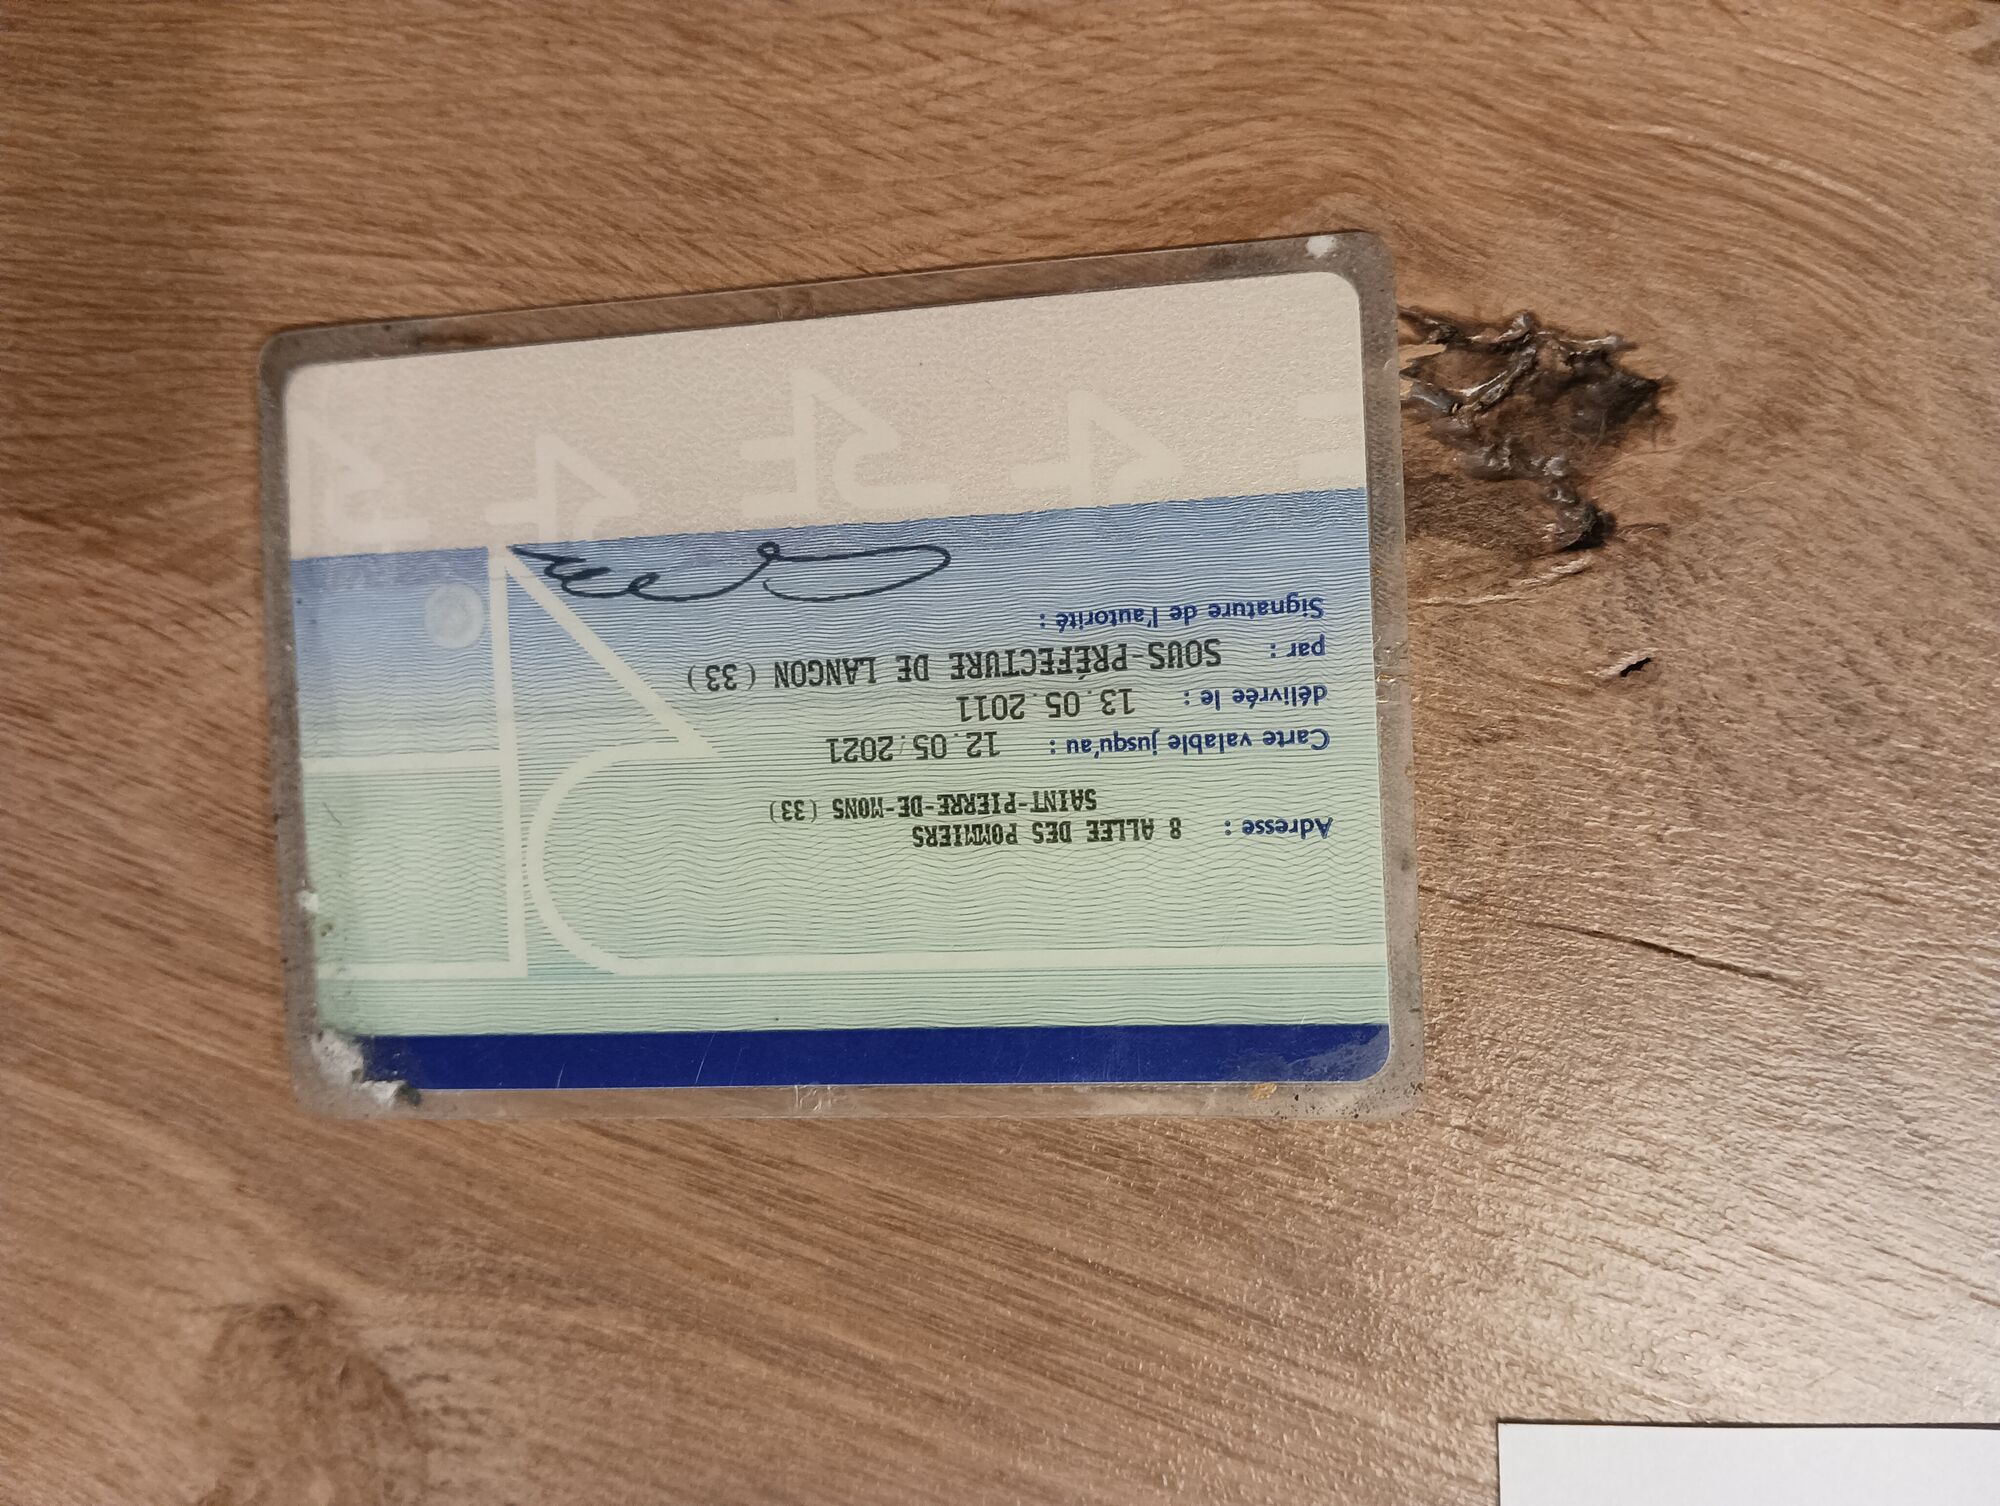 Adresse : 8 ALLEE DES POMMIERS
SAINT-PIERRE-DE-MONS (33)
Carte valable jusqu'au : 12.05.2021
délivrée le : 13.05.2011
par : SOUS-PRÉFECTURE DE LANGON (33)
Signature de l'autorité :